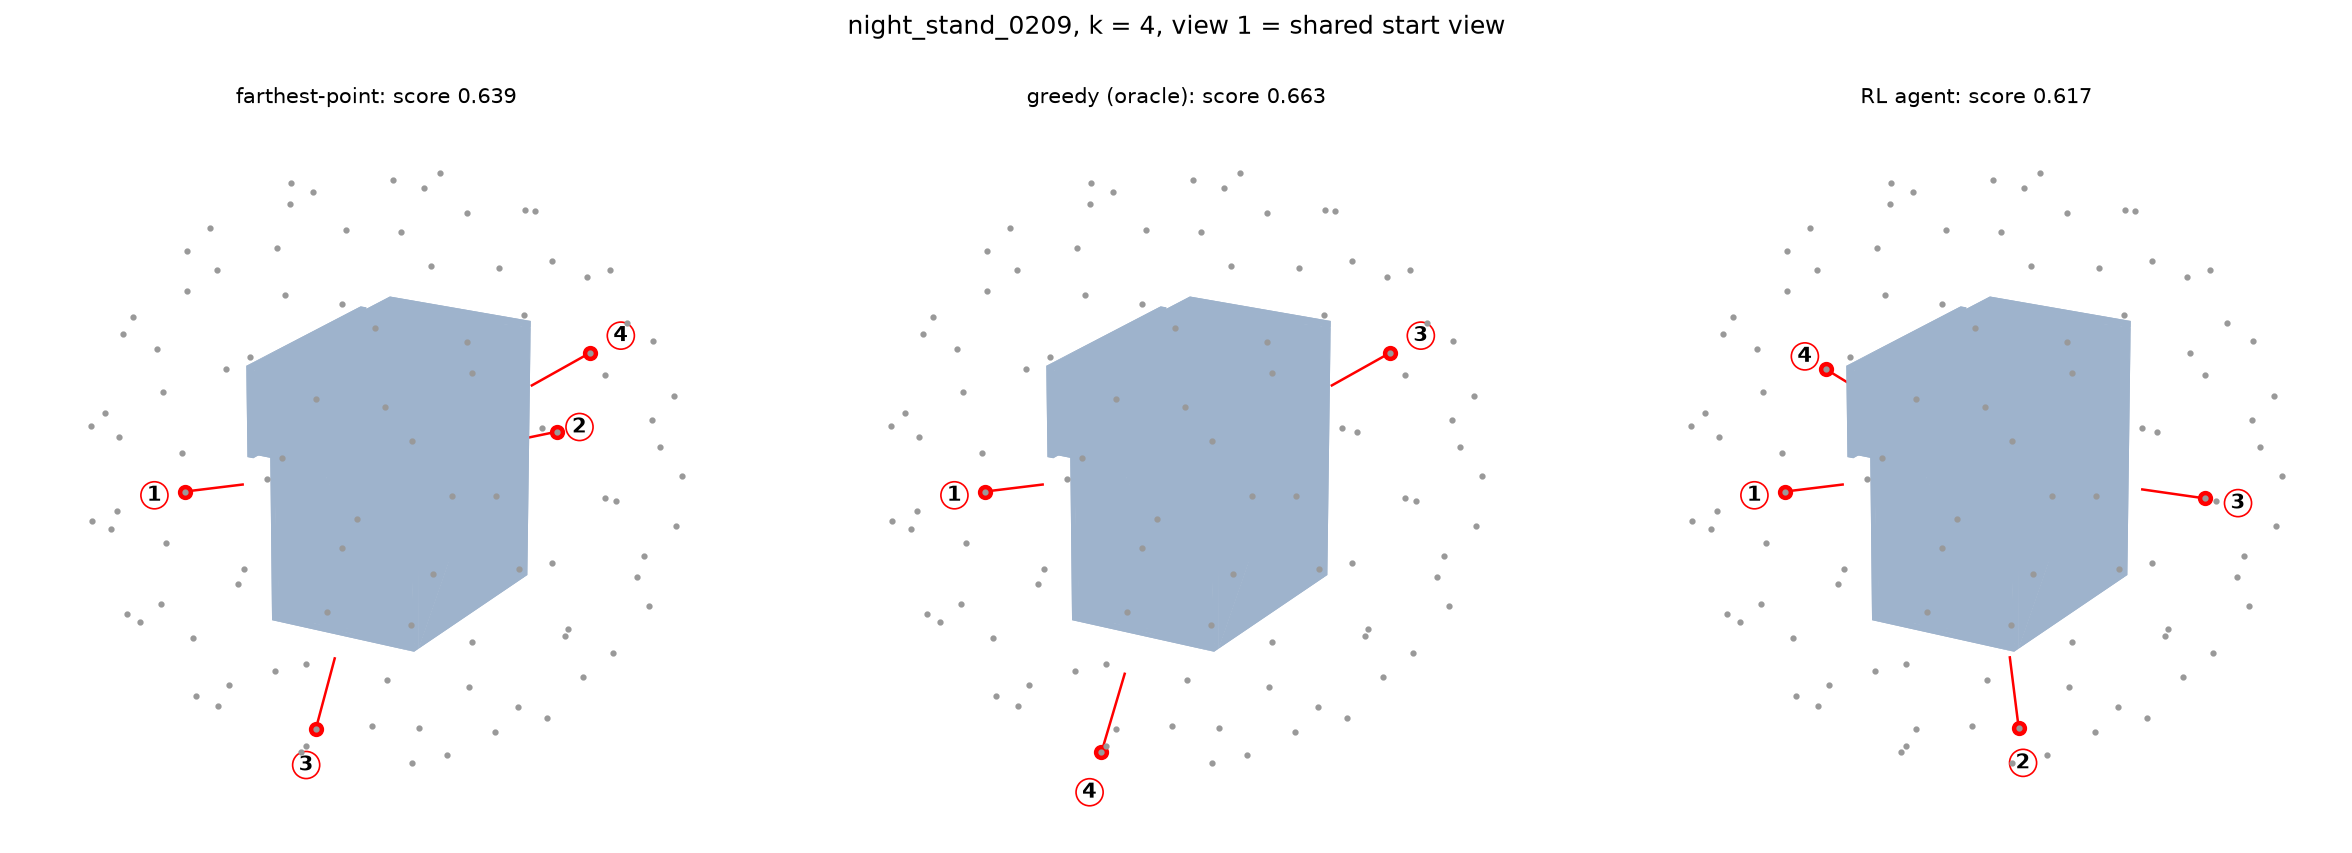 night_stand_0209, k = 4, view 1 = shared start view
farthest-point: score 0.639
4
2
1
3
greedy (oracle): score 0.663
3
1
4
RL agent: score 0.617
4
1
3
2